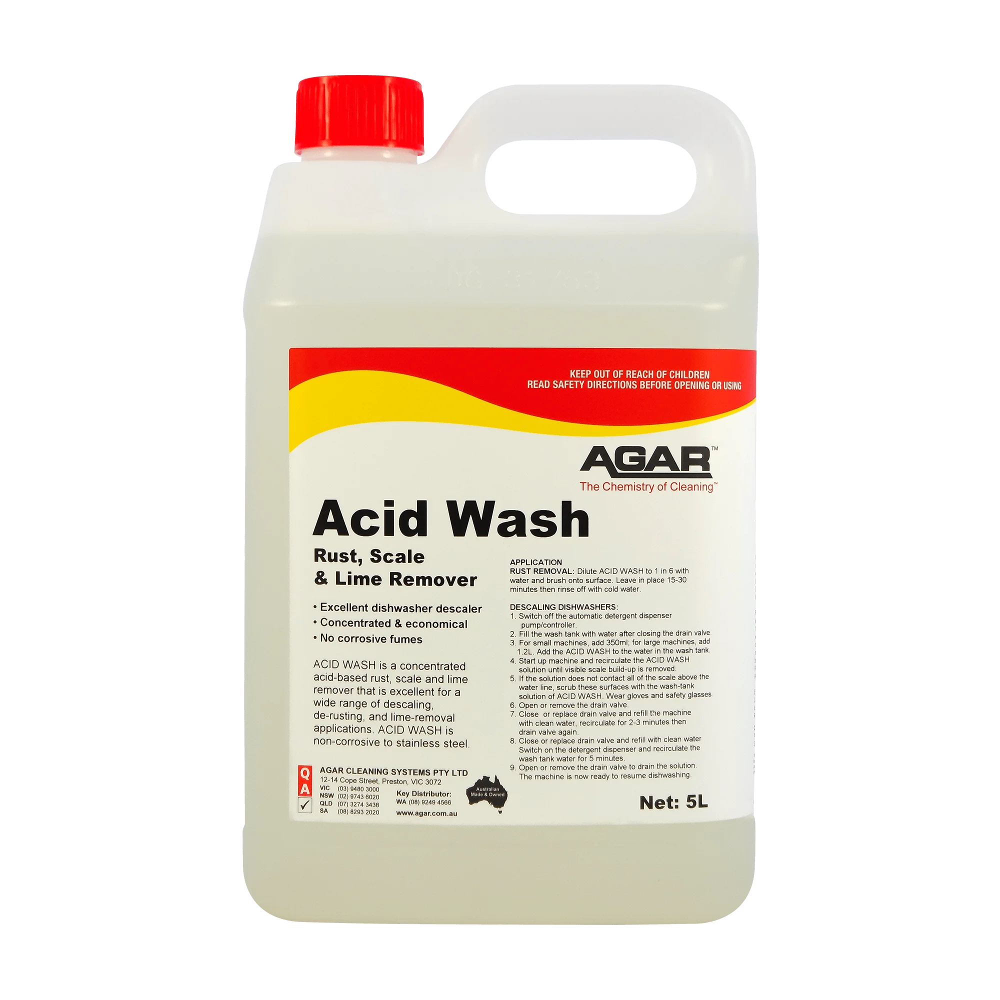 KEEP OUT OF REACH OF CHILDREN
READ SAFETY DIRECTIONS BEFORE OPENING OR USING
AGAR™
The Chemistry of Cleaning™
Acid Wash
Rust, Scale
& Lime Remover
• Excellent dishwasher descaler
• Concentrated & economical
• No corrosive fumes
ACID WASH is a concentrated
acid-based rust, scale and lime
remover that is excellent for a
wide range of descaling,
de-rusting, and lime-removal
applications. ACID WASH is
non-corrosive to stainless steel.
APPLICATION
RUST REMOVAL: Dilute ACID WASH to 1 in 6 with
water and brush onto surface. Leave in place 15-30
minutes then rinse off with cold water.
DESCALING DISHWASHERS:
1. Switch off the automatic detergent dispenser
pump/controller.
2. Fill the wash tank with water after closing the drain valve.
3. For small machines, add 350ml; for large machines, add
1.2L. Add the ACID WASH to the water in the wash tank.
4. Start up machine and recirculate the ACID WASH
solution until visible scale build-up is removed.
5. If the solution does not contact all of the scale above the
water line, scrub these surfaces with the wash-tank
solution of ACID WASH. Wear gloves and safety glasses
6. Open or remove the drain valve.
7. Close or replace drain valve and refill the machine
with clean water, recirculate for 2-3 minutes then
drain valve again.
8. Close or replace drain valve and refill with clean water
Switch on the detergent dispenser and recirculate the
wash tank water for 5 minutes.
9. Open or remove the drain valve to drain the solution.
The machine is now ready to resume dishwashing.
QA
AGAR CLEANING SYSTEMS PTY LTD
12-14 Cope Street, Preston, VIC 3072
VIC (03) 9480 3000
NSW (02) 9743 6020
QLD (07) 3274 3438
SA (08) 8293 2020
Key Distributor:
WA (08) 9249 4566
www.agar.com.au
Australian
Made & Owned
Net: 5L